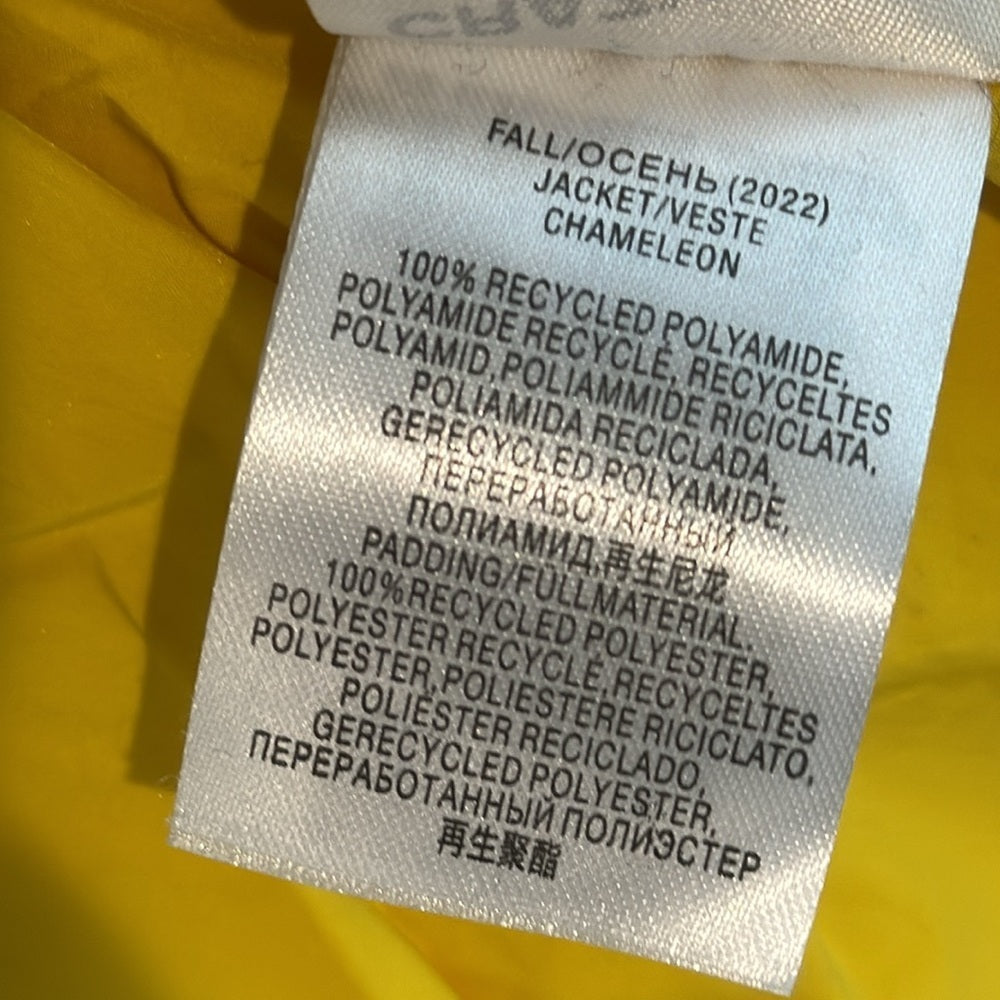 FALL/ОСЕНЬ (2022)
JACKET/VESTE
CHAMELEON
100% RECYCLED POLYAMIDE,
POLYAMIDE RECYCLÉ, RECYCELTES
POLYAMID, POLIAMMIDE RICICLATA.
POLIAMIDA RECICLADA,
GERECYCLED POLYAMIDE,
ПЕРЕРАБОТАННЫЙ
ПОЛИАМИД,再生尼龙
PADDING/FULLMATERIAL.
100%RECYCLED POLYESTER,
POLYESTER RECYCLÉ,RECYCELTES
POLYESTER,POLIESTERE RICICLATO,
POLIÉSTER RECICLADO,
GERECYCLED POLYESTER,
ПЕРЕРАБОТАННЫЙ ПОЛИЭСТЕР
再生聚酯